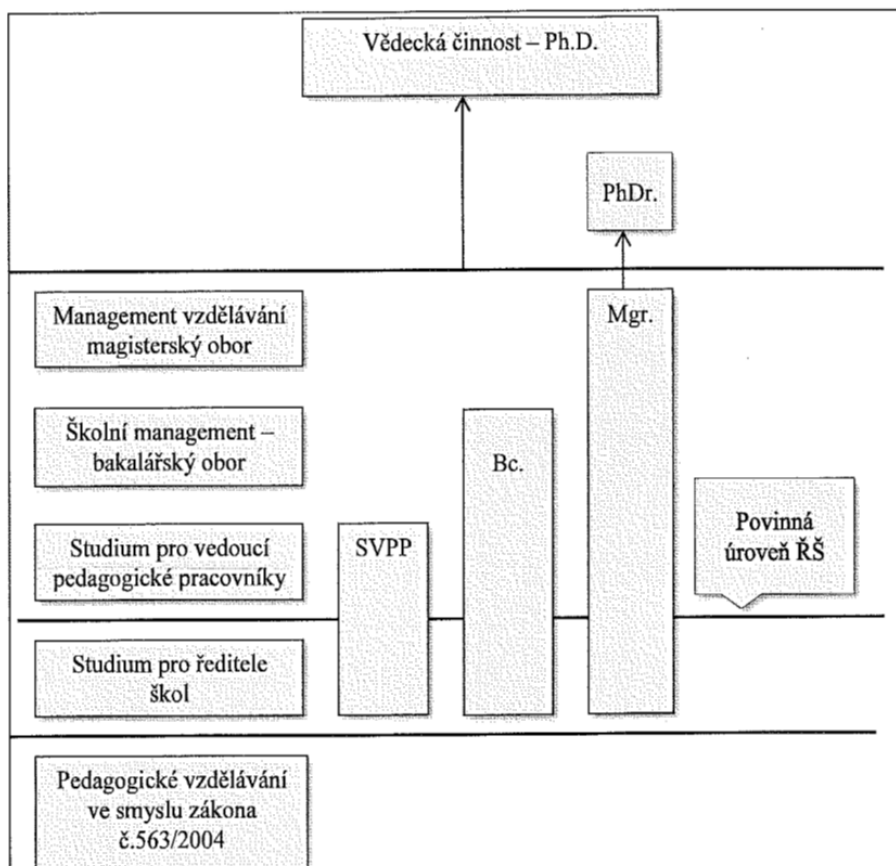 Vědecká činnost – Ph.D.
PhDr.
Management vzdělávání
magisterský obor
Mgr.
Školní management –
bakalářský obor
Bc.
Studium pro vedoucí
pedagogické pracovníky
SVPP
Povinná
úroveň ŘŠ
Studium pro ředitele
škol
Pedagogické vzdělávání
ve smyslu zákona
č.563/2004